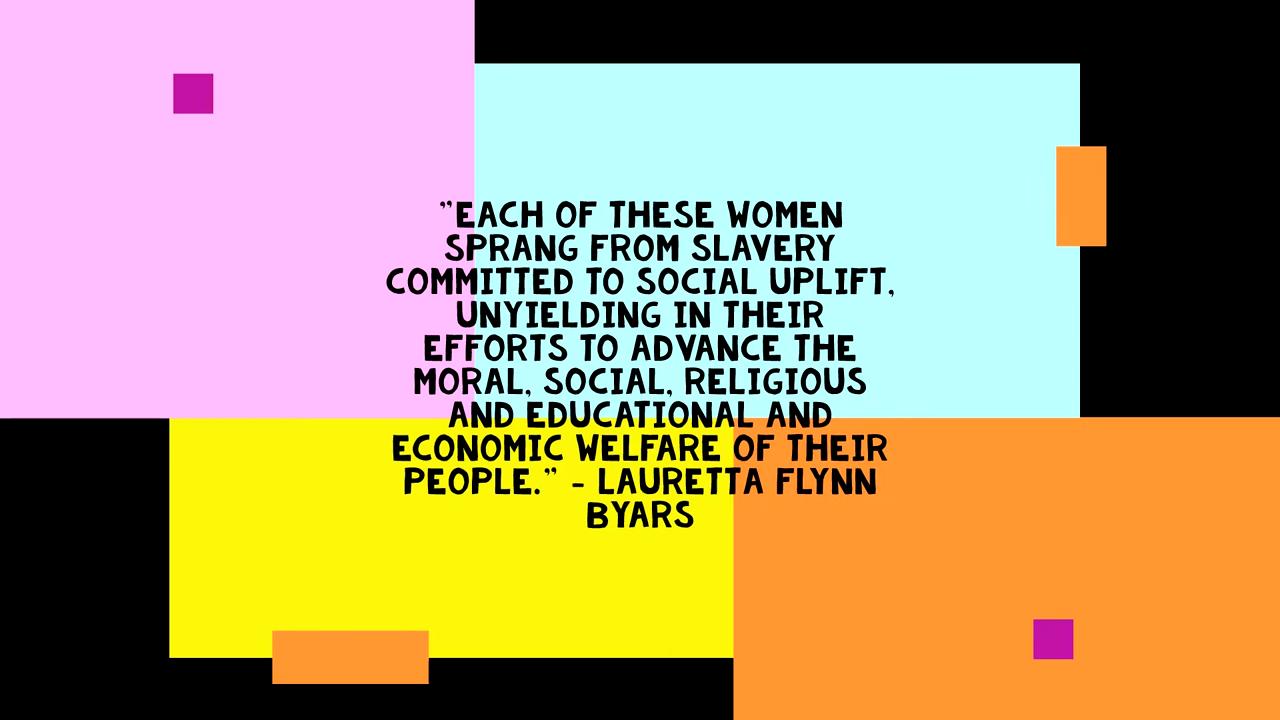 "EACH OF THESE WOMEN
SPRANG FROM SLAVERY
COMMITTED TO SOCIAL UPLIFT,
UNYIELDING IN THEIR
EFFORTS TO ADVANCE THE
MORAL, SOCIAL, RELIGIOUS
AND EDUCATIONAL AND
ECONOMIC WELFARE OF THEIR
PEOPLE." - LAURETTA FLYNN
BYARS